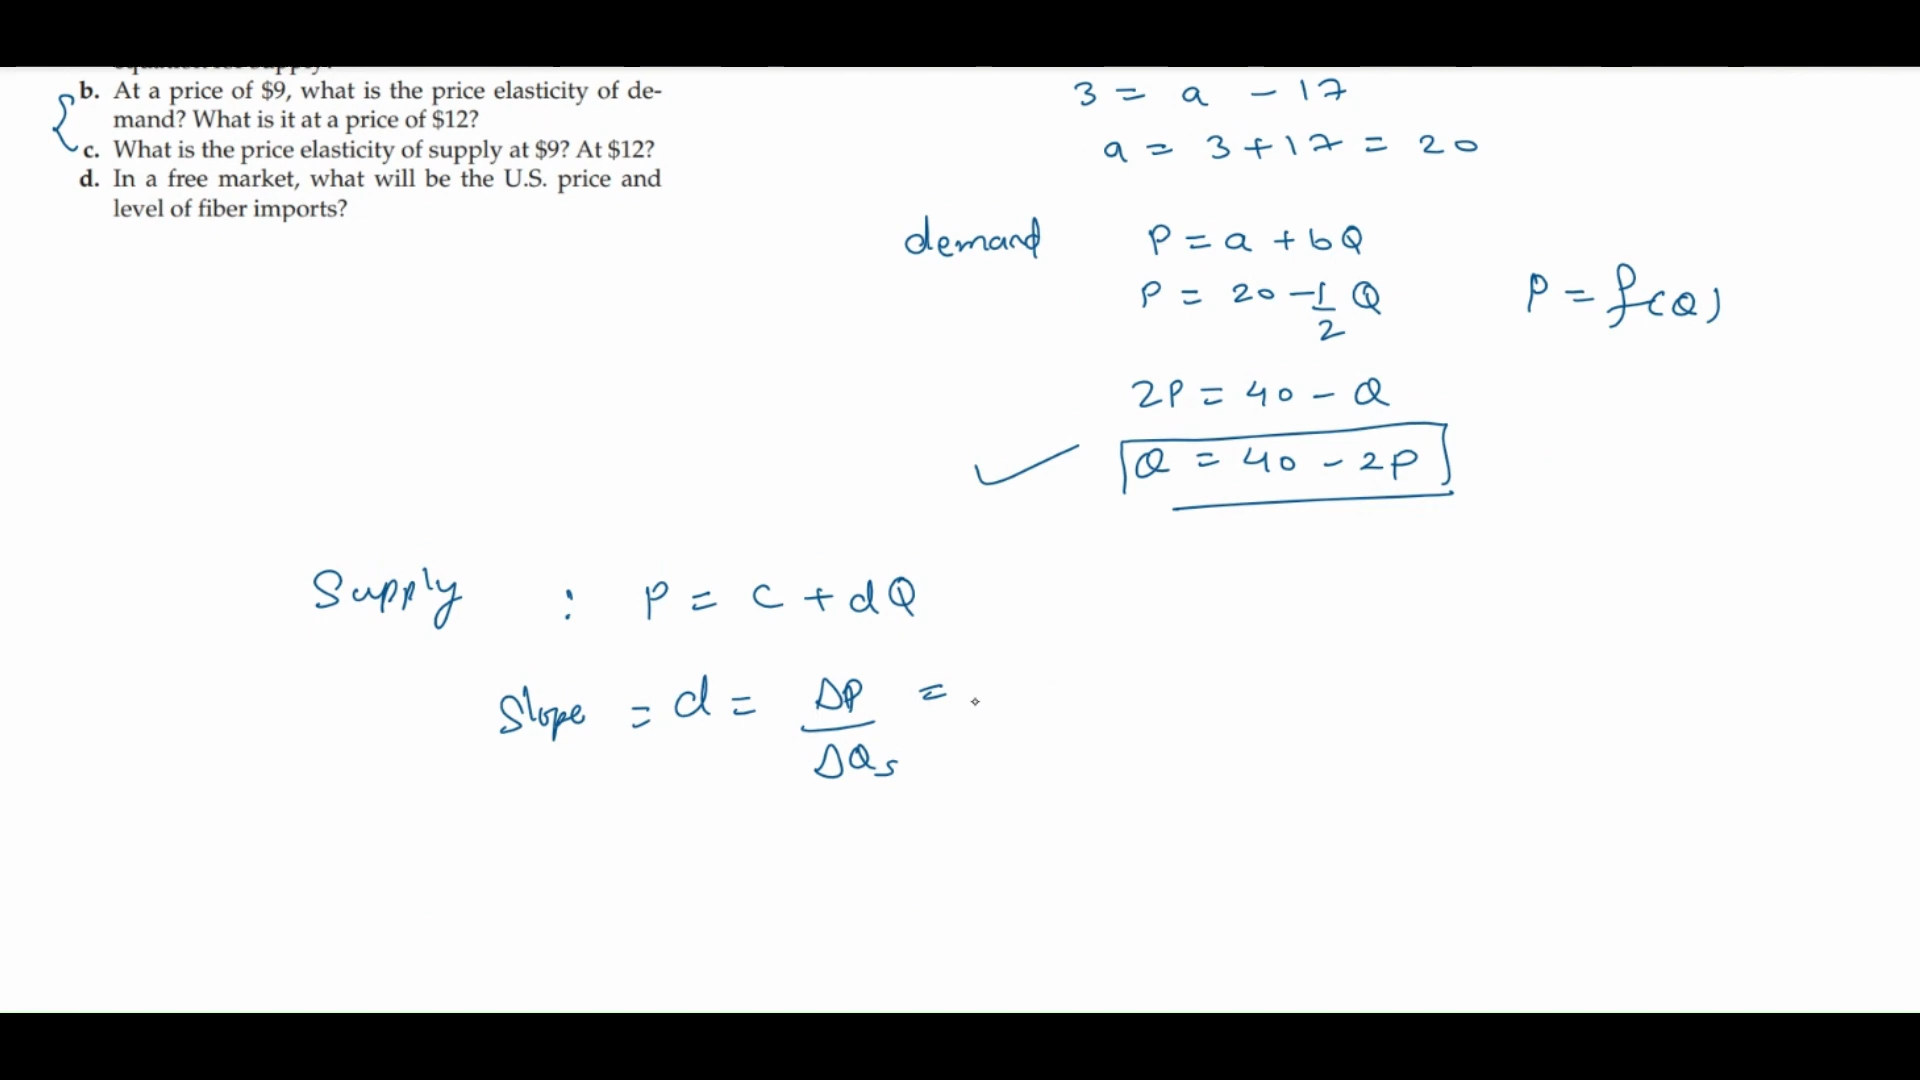 b. At a price of $9, what is the price elasticity of de-
mand? What is it at a price of $12?
c. What is the price elasticity of supply at $9? At $12?
d. In a free market, what will be the U.S. price and
level of fiber imports?
3 = a - 17
a = 3 + 17 = 20
demand P = a + bQ
P = 20 - 1/2 Q P = f(Q)
2P = 40 - Q
Q = 40 - 2P
Supply : P = c + dQ
Slope = d = ΔP/ΔQs =